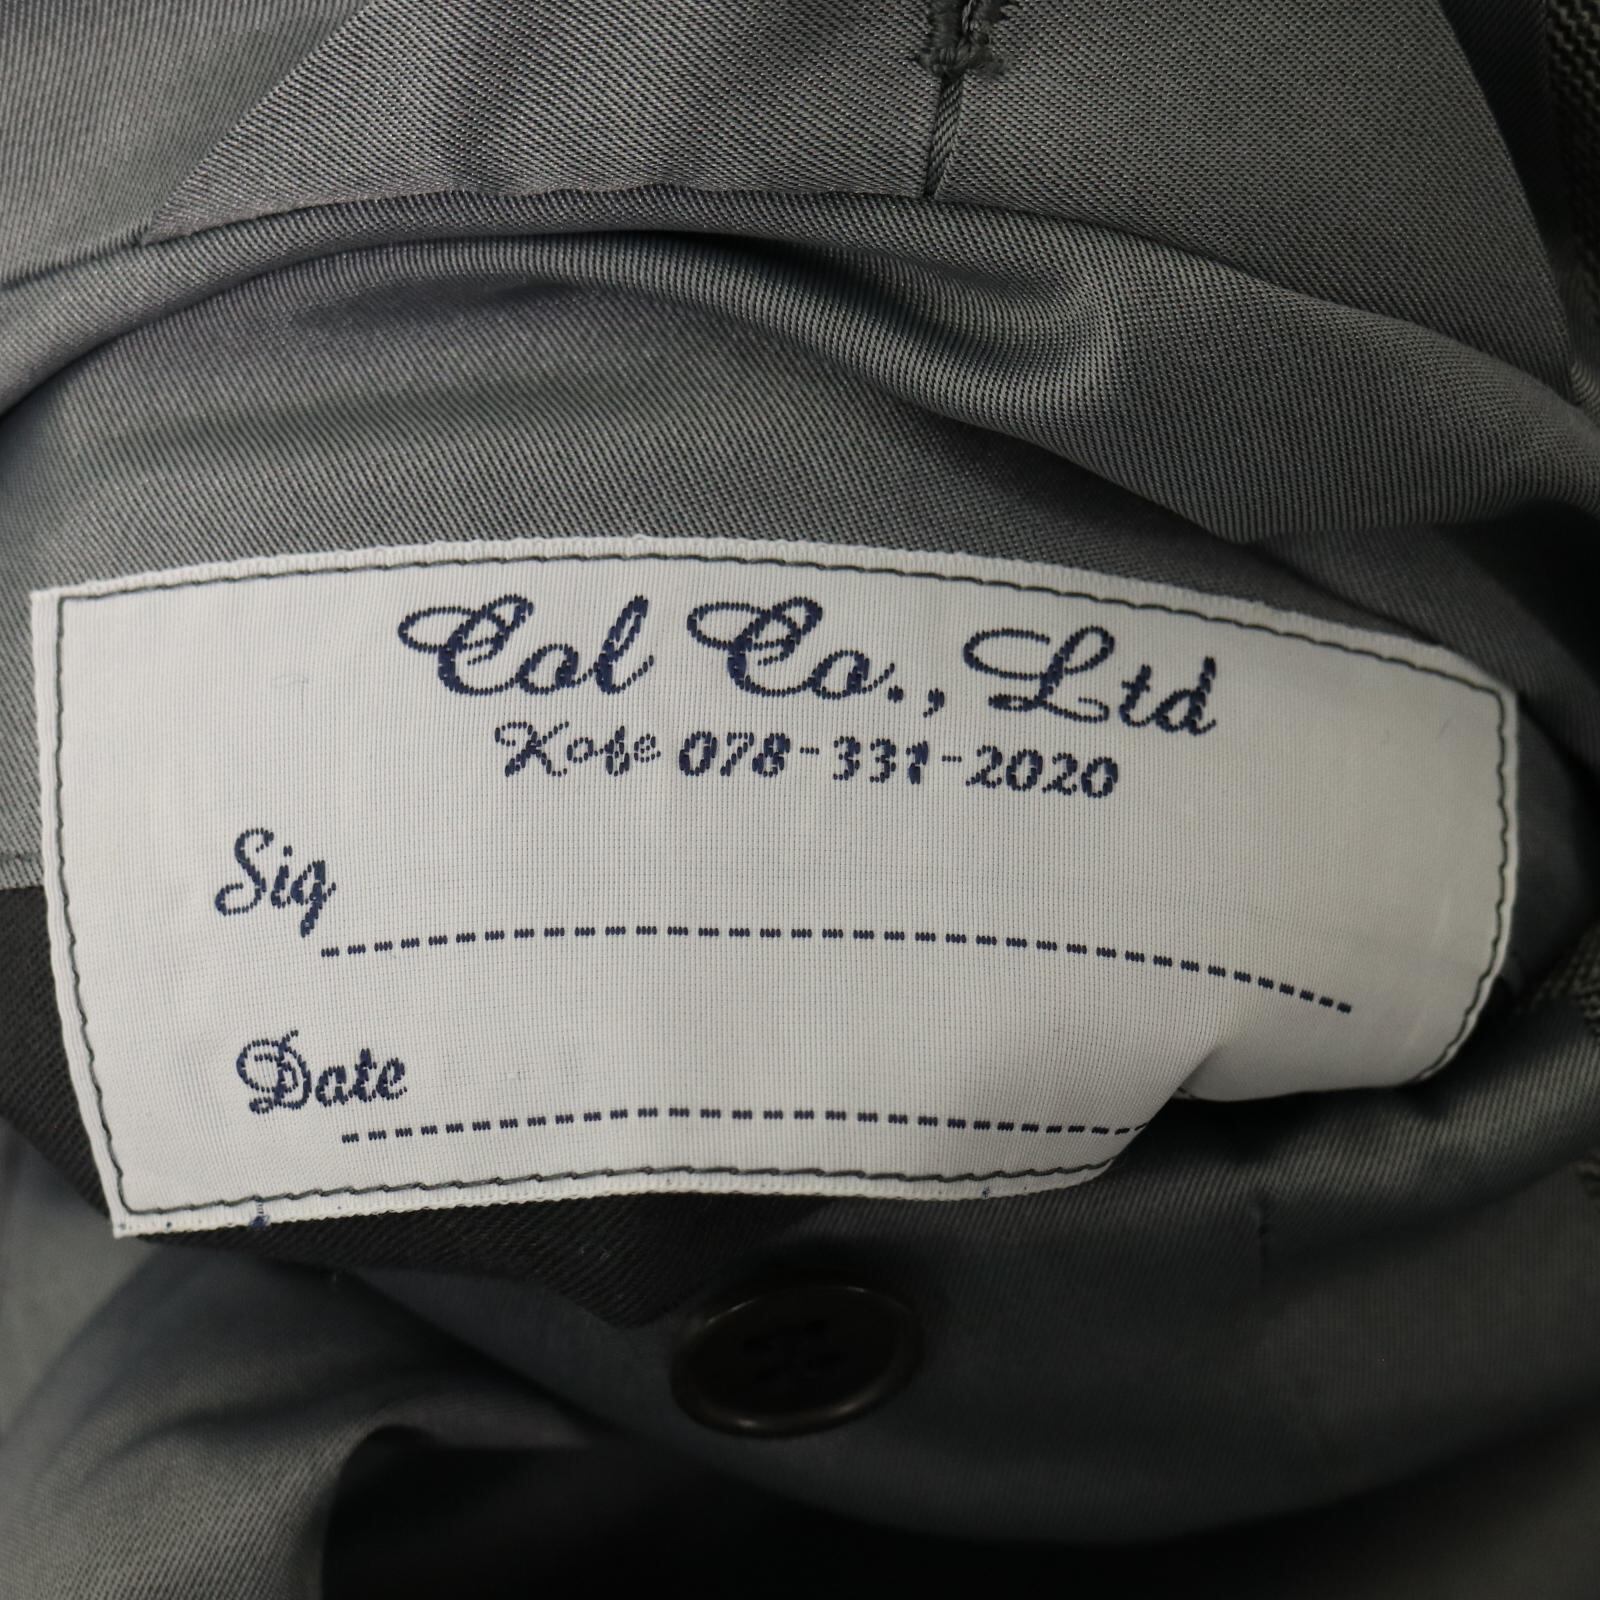 Col Co., Ltd
Kobe 078-331-2020
Sig
Date